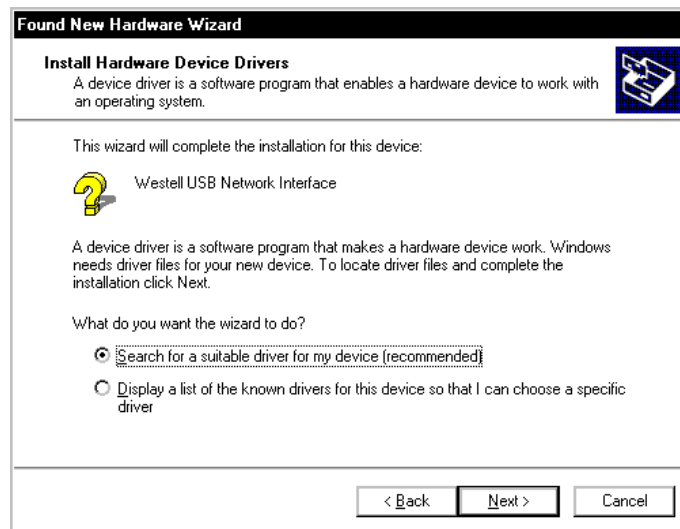 Found New Hardware Wizard
Install Hardware Device Drivers
A device driver is a software program that enables a hardware device to work with
an operating system.
This wizard will complete the installation for this device:
Westell USB Network Interface
A device driver is a software program that makes a hardware device work. Windows
needs driver files for your new device. To locate driver files and complete the
installation click Next.
What do you want the wizard to do?
Search for a suitable driver for my device (recommended)
Display a list of the known drivers for this device so that I can choose a specific
driver
< Back Next > Cancel